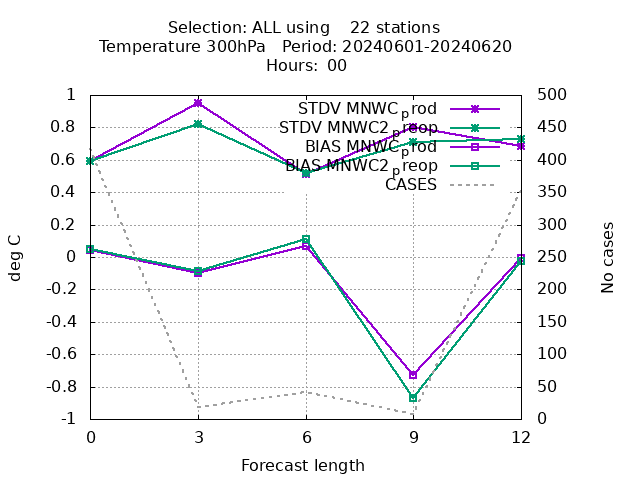 Selection: ALL using 22 stations
Temperature 300hPa Period: 20240601-20240620
Hours: 00
1 500
STDV MNWC_prod
0.8 STDV MNWC2_preop 450
BIAS MNWC_prod
0.6 BIAS MNWC2_preop 400
CASES
0.4 350
0.2 300
0 250
-0.2 200
-0.4 150
-0.6 100
-0.8 50
-1 0
0 3 6 9 12
deg C
No cases
Forecast length